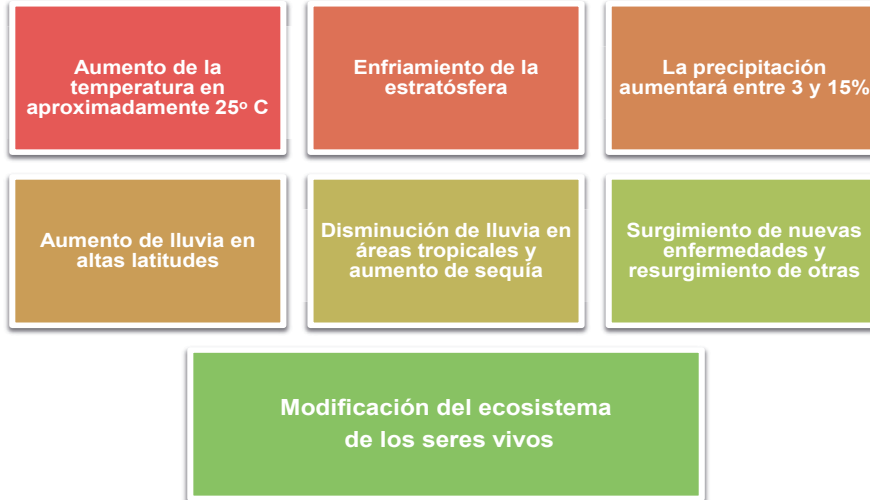 Aumento de la
temperatura en
aproximadamente 25º C
Enfriamiento de la
estratósfera
La precipitación
aumentará entre 3 y 15%
Aumento de lluvia en
altas latitudes
Disminución de lluvia en
áreas tropicales y
aumento de sequía
Surgimiento de nuevas
enfermedades y
resurgimiento de otras
Modificación del ecosistema
de los seres vivos